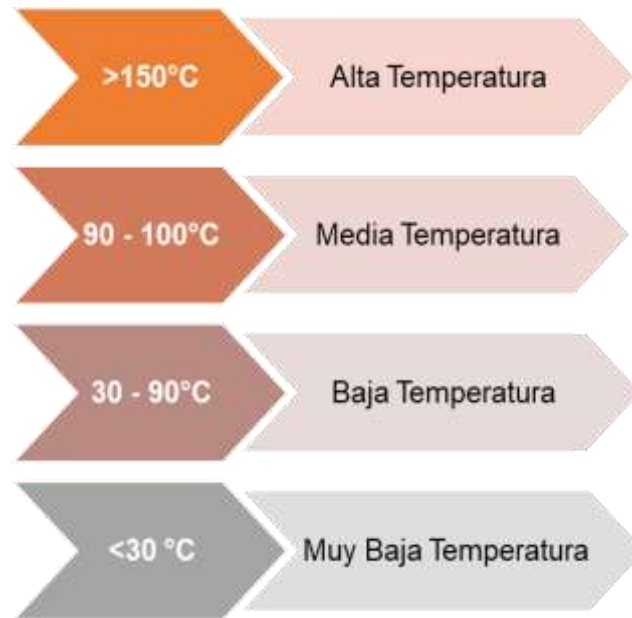 >150°C
Alta Temperatura
90 - 100°C
Media Temperatura
30 - 90°C
Baja Temperatura
<30 °C
Muy Baja Temperatura